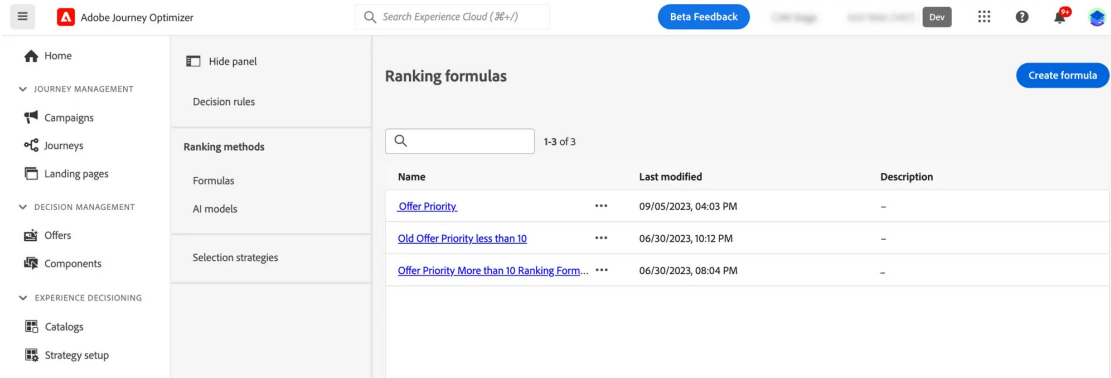 Adobe Journey Optimizer
Search Experience Cloud (⌘+/)
Beta Feedback
Dev
9+
Home
JOURNEY MANAGEMENT
Campaigns
Journeys
Landing pages
DECISION MANAGEMENT
Offers
Components
EXPERIENCE DECISIONING
Catalogs
Strategy setup
Hide panel
Decision rules
Ranking methods
Formulas
AI models
Selection strategies
Ranking formulas
Create formula
1-3 of 3
Name Last modified Description
Offer Priority ··· 09/05/2023, 04:03 PM –
Old Offer Priority less than 10 ··· 06/30/2023, 10:12 PM –
Offer Priority More than 10 Ranking Form... ··· 06/30/2023, 08:04 PM –